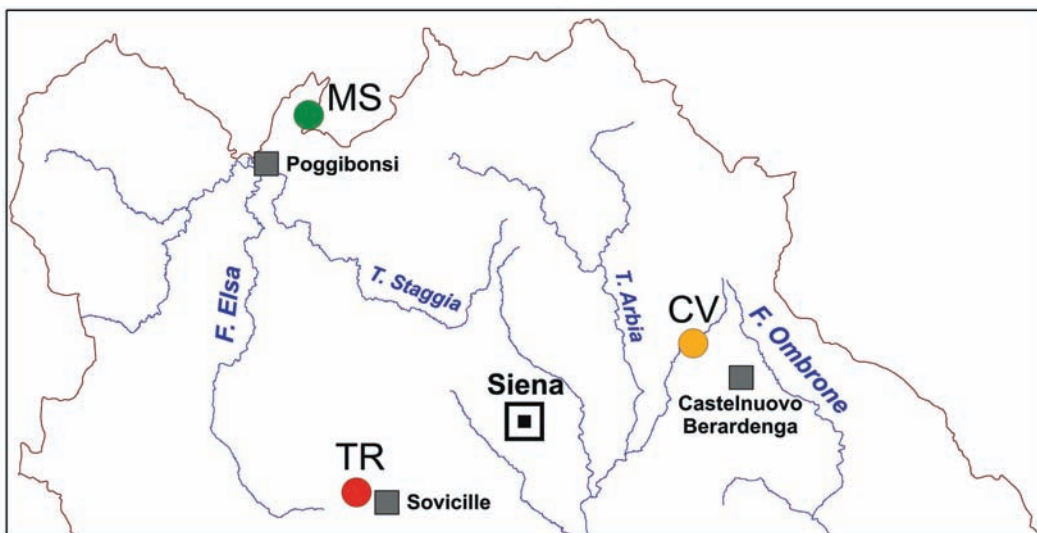 MS
Poggibonsi
F. Elsa
T. Staggia
T. Arbia
CV
F. Ombrone
Siena
Castelnuovo
Berardenga
TR
Sovicille